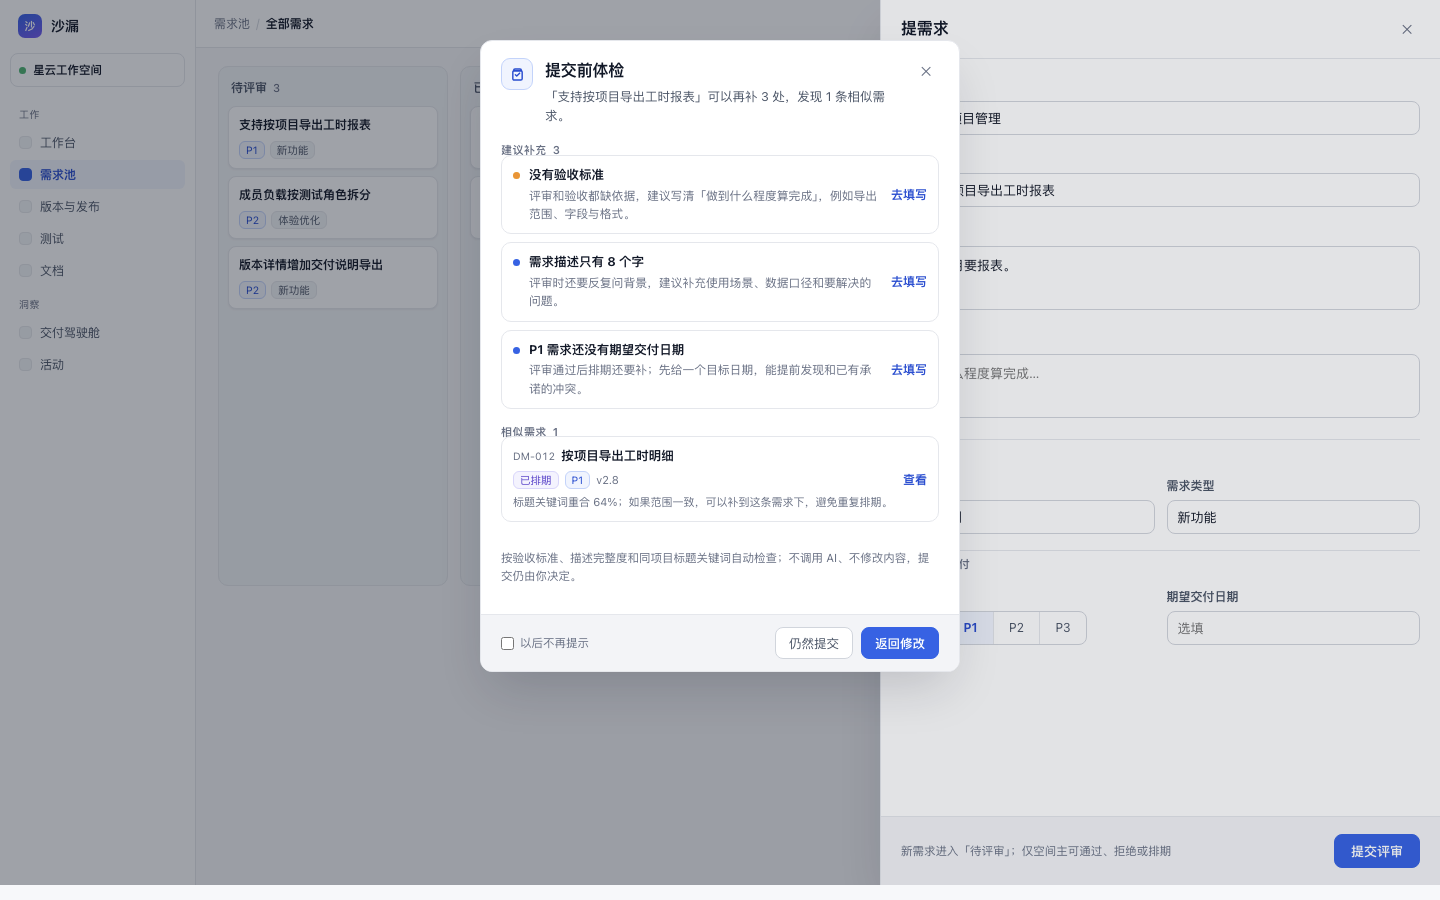 沙 沙漏
星云工作空间
工作
工作台
需求池
版本与发布
测试
文档
洞察
交付驾驶舱
活动
需求池 / 全部需求
待评审 3
支持按项目导出工时报表
P1 新功能
成员负载按测试角色拆分
P2 体验优化
版本详情增加交付说明导出
P2 新功能
提交前体检
「支持按项目导出工时报表」可以再补 3 处，发现 1 条相似需
求。
建议补充 3
没有验收标准
评审和验收都缺依据，建议写清「做到什么程度算完成」，例如导出
范围、字段与格式。
去填写
需求描述只有 8 个字
评审时还要反复问背景，建议补充使用场景、数据口径和要解决的
问题。
去填写
P1 需求还没有期望交付日期
评审通过后排期还要补；先给一个目标日期，能提前发现和已有承
诺的冲突。
去填写
相似需求 1
DM-012 按项目导出工时明细
已排期 P1 v2.8
查看
标题关键词重合 64%；如果范围一致，可以补到这条需求下，避免重复排期。
按验收标准、描述完整度和同项目标题关键词自动检查；不调用 AI、不修改内容，提
交仍由你决定。
以后不再提示
仍然提交
返回修改
提需求
目管理
项目导出工时报表
要报表。
程度算完成...
需求类型
新功能
付
期望交付日期
P1 P2 P3
选填
新需求进入「待评审」；仅空间主可通过、拒绝或排期
提交评审